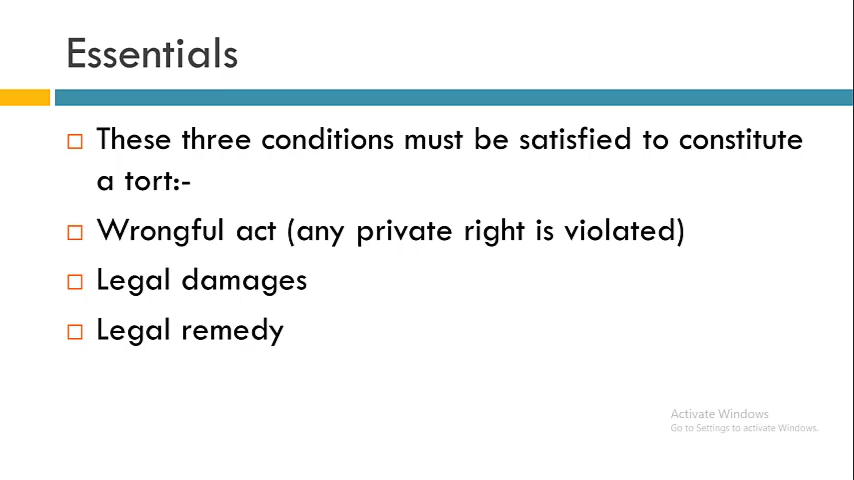 Essentials
These three conditions must be satisfied to constitute
a tort:-
Wrongful act (any private right is violated)
Legal damages
Legal remedy
Activate Windows
Go to Settings to activate Windows.